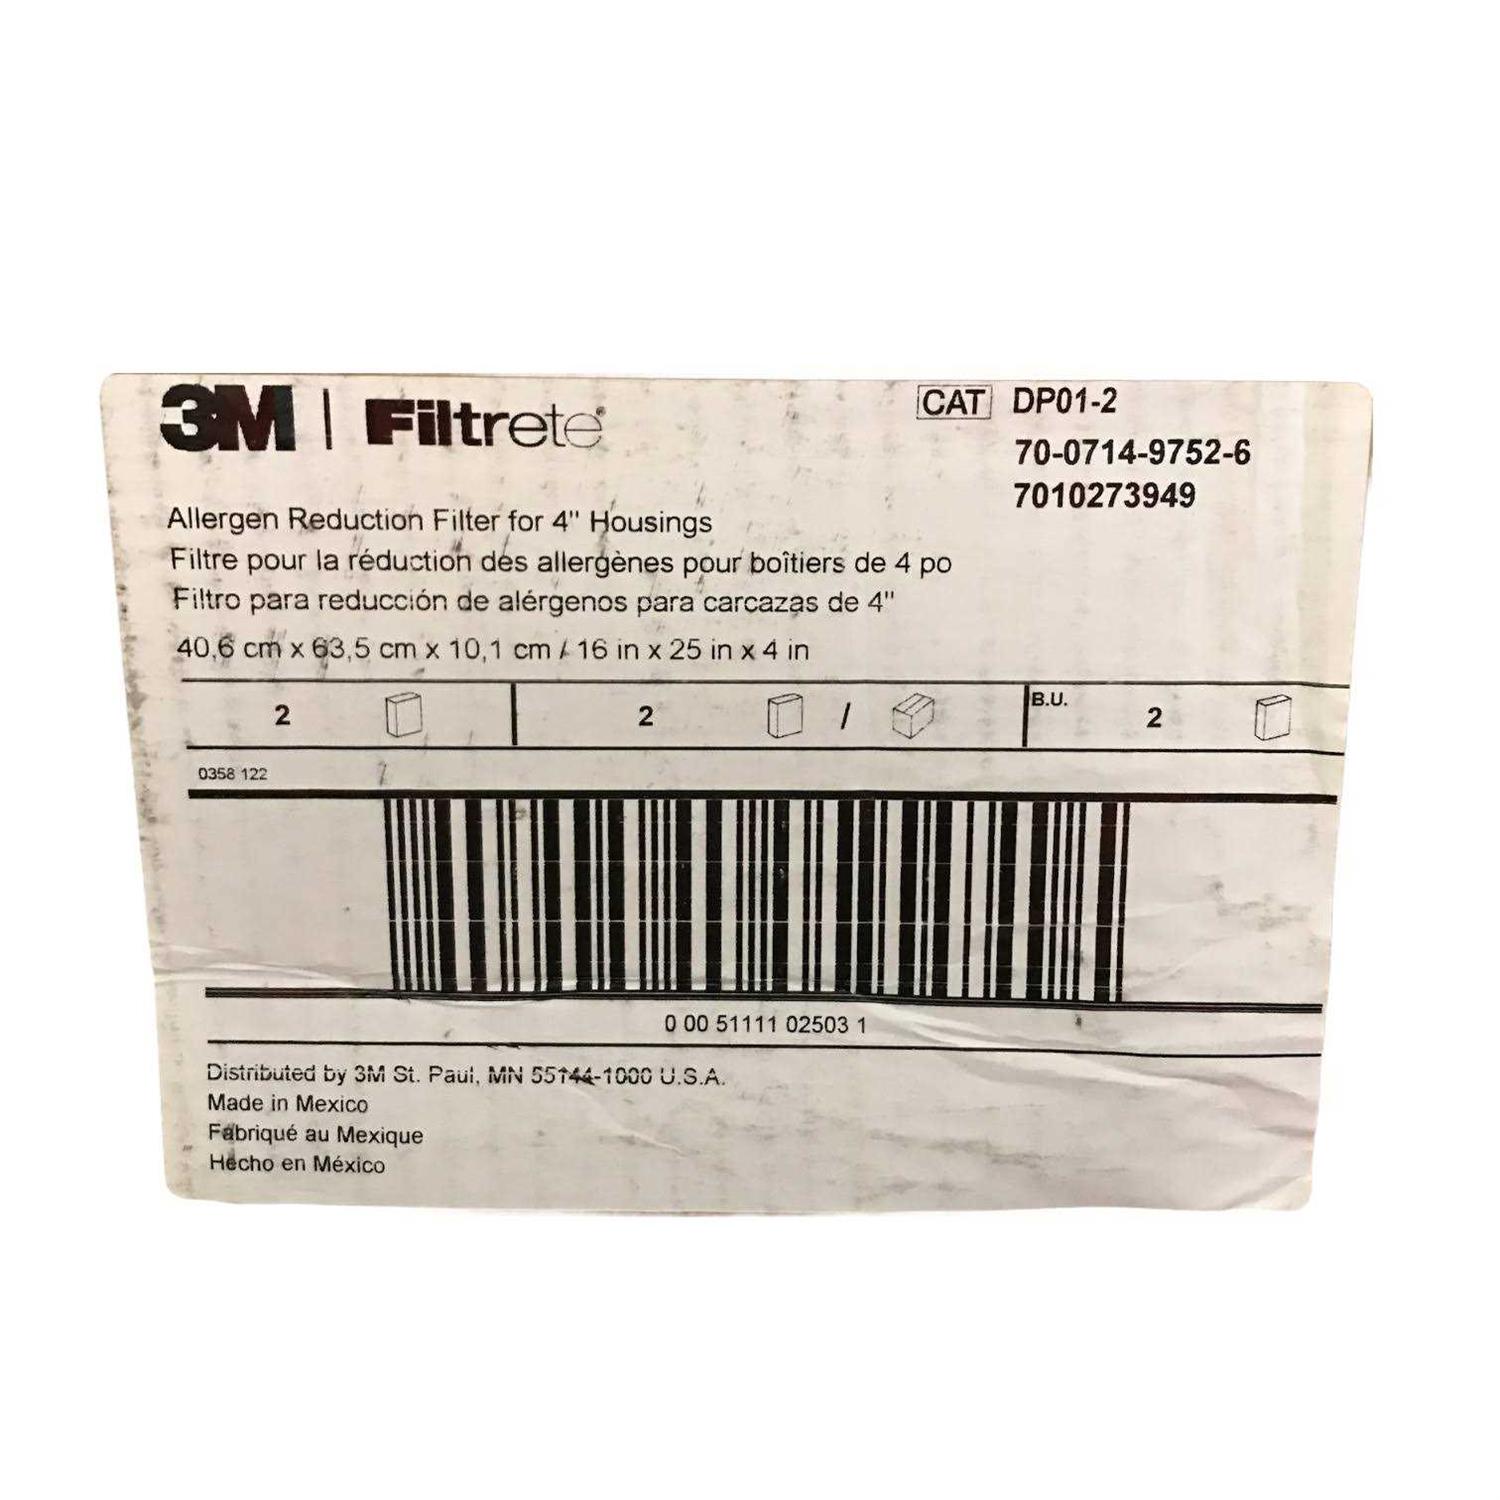 3M | Filtrete
CAT DP01-2
70-0714-9752-6
7010273949
Allergen Reduction Filter for 4" Housings
Filtre pour la réduction des allergènes pour boîtiers de 4 po
Filtro para reducción de alérgenos para carcazas de 4"
40,6 cm x 63,5 cm x 10,1 cm / 16 in x 25 in x 4 in
2 2 / B.U. 2
0358 122
0 00 51111 02503 1
Distributed by 3M St. Paul, MN 55144-1000 U.S.A.
Made in Mexico
Fabriqué au Mexique
Hecho en México